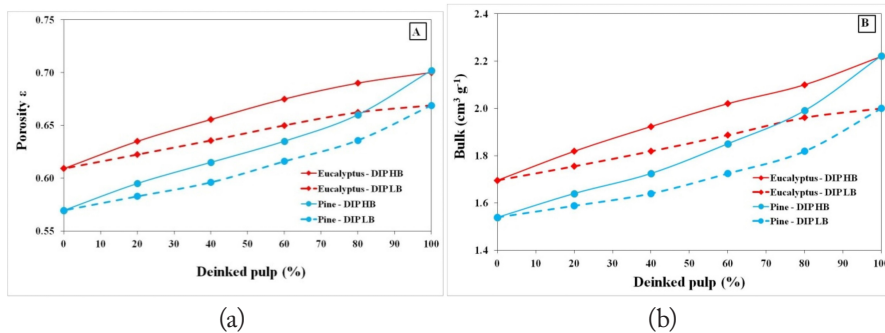 A
0.75
0.70
0.65
0.60
0.55
Porosity ε
Eucalyptus - DIP HB
Eucalyptus - DIP LB
Pine - DIP HB
Pine - DIP LB
0 10 20 30 40 50 60 70 80 90 100
Deinked pulp (%)
(a)
B
2.4
2.2
2.0
1.8
1.6
1.4
Bulk (cm³ g⁻¹)
Eucalyptus - DIP HB
Eucalyptus - DIP LB
Pine - DIP HB
Pine - DIP LB
0 10 20 30 40 50 60 70 80 90 100
Deinked pulp (%)
(b)